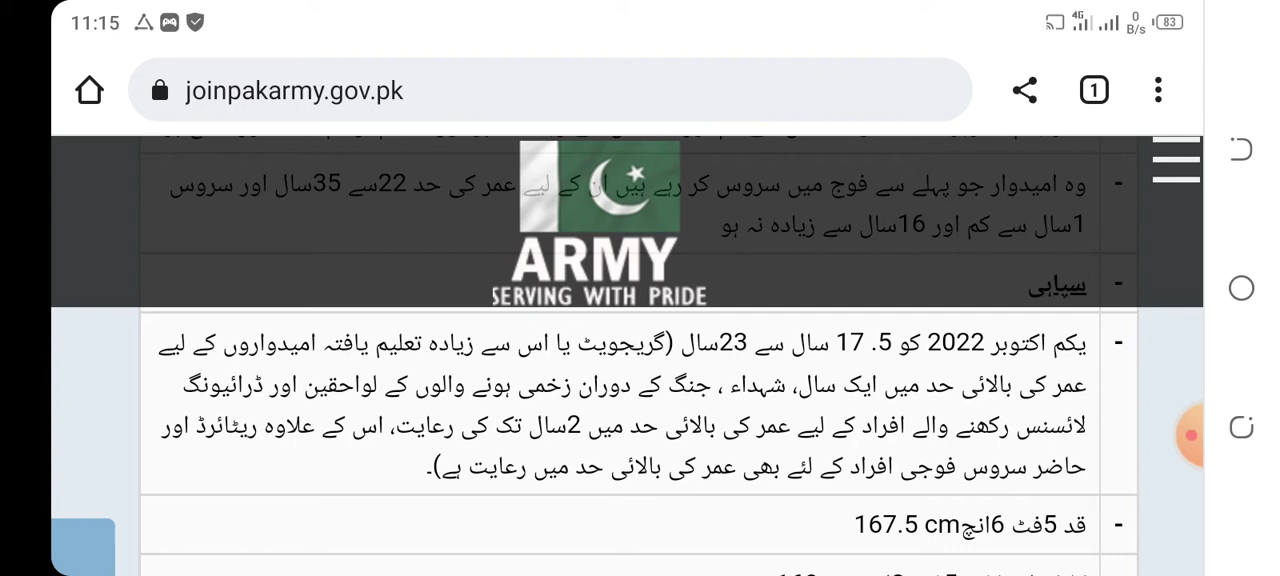 11:15
4G
0 B/s
83
joinpakarmy.gov.pk
1
- وہ امیدوار جو پہلے سے فوج میں سروس کر رہے ہیں ان کے لیے عمر کی حد 22سے 35سال اور سروس
1سال سے کم اور 16سال سے زیادہ نہ ہو
ARMY
SERVING WITH PRIDE
- سپاہی
- یکم اکتوبر 2022 کو 5. 17 سال سے 23سال (گریجویٹ یا اس سے زیادہ تعلیم یافتہ امیدواروں کے لیے
عمر کی بالائی حد میں ایک سال، شہداء ، جنگ کے دوران زخمی ہونے والوں کے لواحقین اور ڈرائیونگ
لائسنس رکھنے والے افراد کے لیے عمر کی بالائی حد میں 2سال تک کی رعایت، اس کے علاوہ ریٹائرڈ اور
حاضر سروس فوجی افراد کے لئے بھی عمر کی بالائی حد میں رعایت ہے)۔
- قد 5فٹ 6انچ167.5 cm